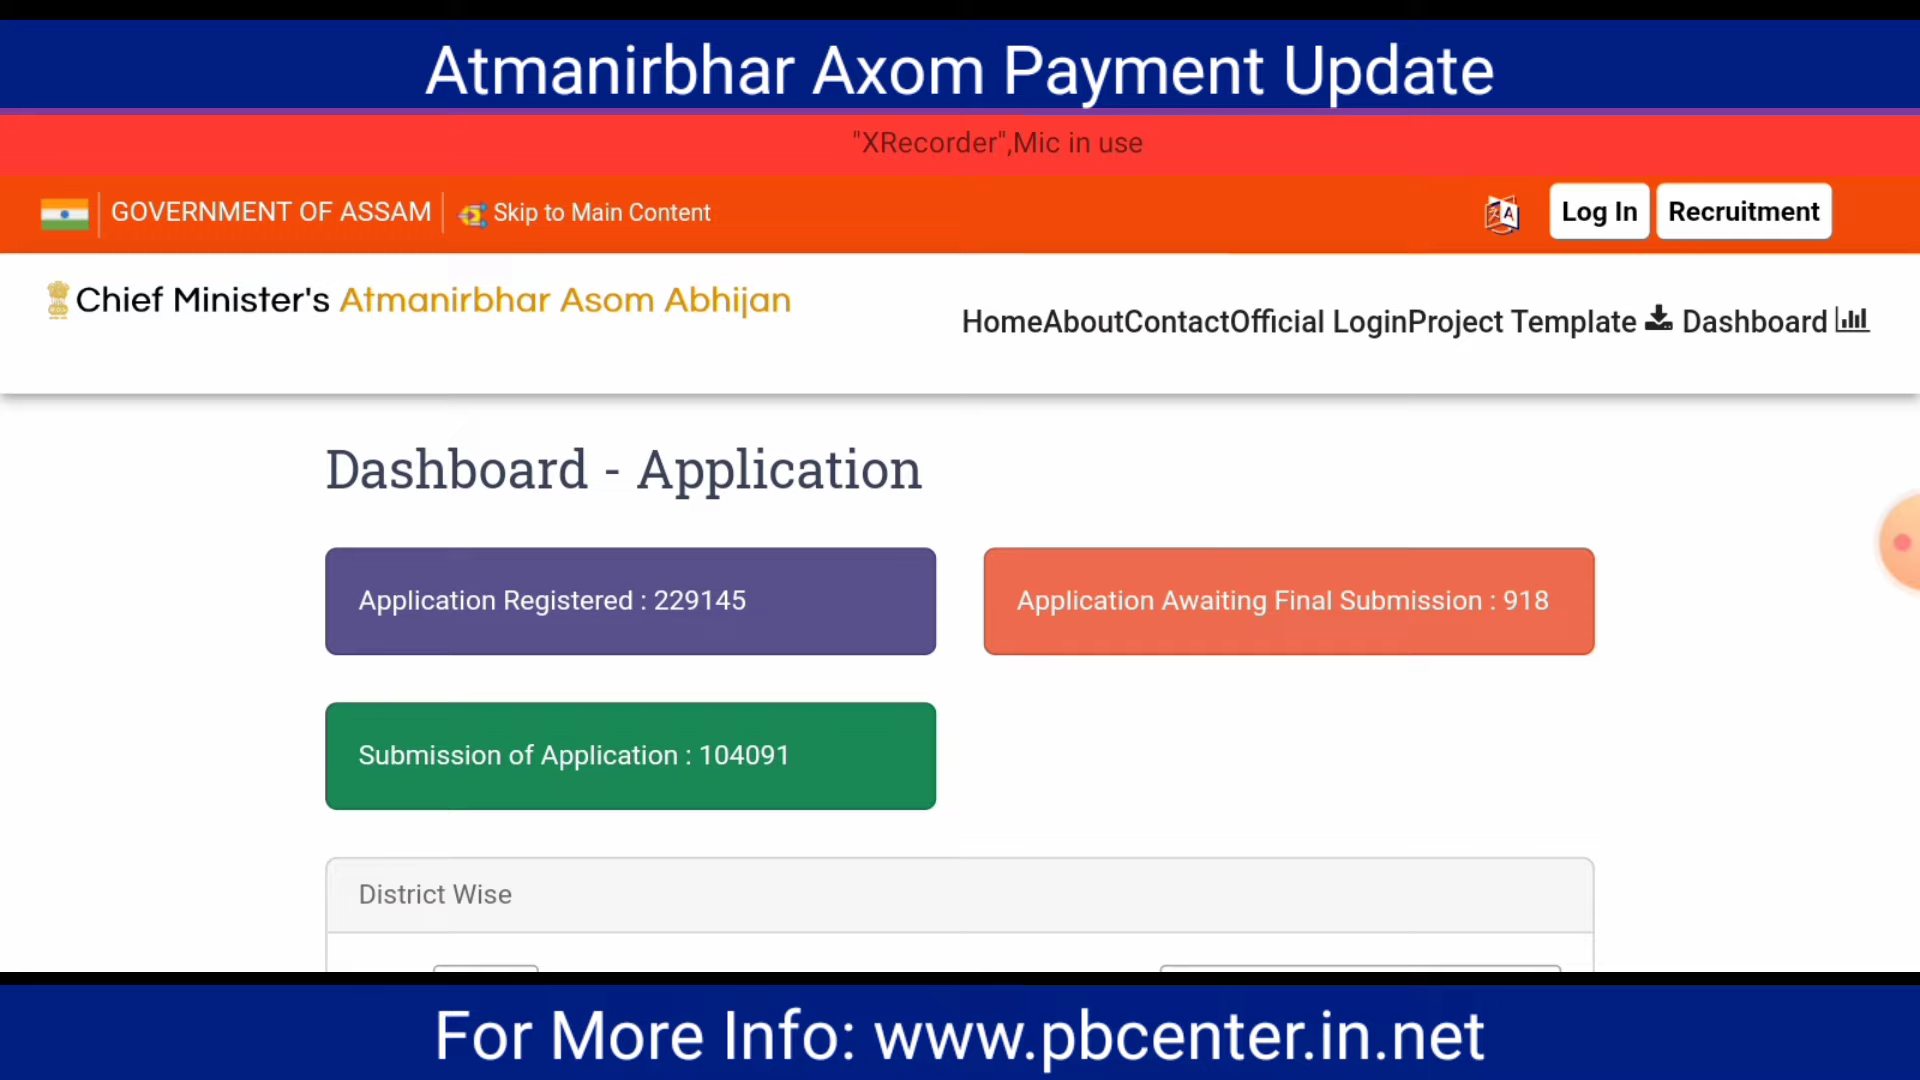 Atmanirbhar Axom Payment Update
"XRecorder",Mic in use
GOVERNMENT OF ASSAM
Skip to Main Content
Log In
Recruitment
Chief Minister's Atmanirbhar Asom Abhijan
HomeAboutContactOfficial LoginProject Template Dashboard
Dashboard - Application
Application Registered : 229145
Application Awaiting Final Submission : 918
Submission of Application : 104091
District Wise
For More Info: www.pbcenter.in.net